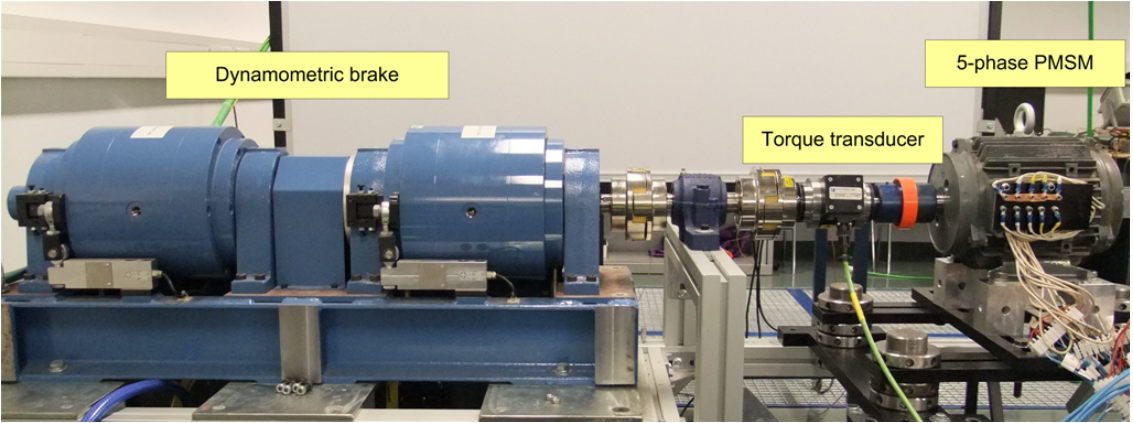 Dynamometric brake
5-phase PMSM
Torque transducer